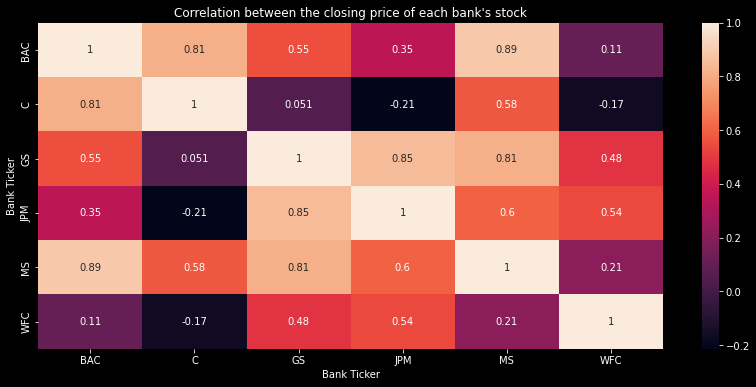 Correlation between the closing price of each bank's stock
BAC 1 0.81 0.55 0.35 0.89 0.11
C 0.81 1 0.051 -0.21 0.58 -0.17
GS 0.55 0.051 1 0.85 0.81 0.48
JPM 0.35 -0.21 0.85 1 0.6 0.54
MS 0.89 0.58 0.81 0.6 1 0.21
WFC 0.11 -0.17 0.48 0.54 0.21 1
BAC C GS JPM MS WFC
Bank Ticker
Bank Ticker
1.0
0.8
0.6
0.4
0.2
0.0
-0.2